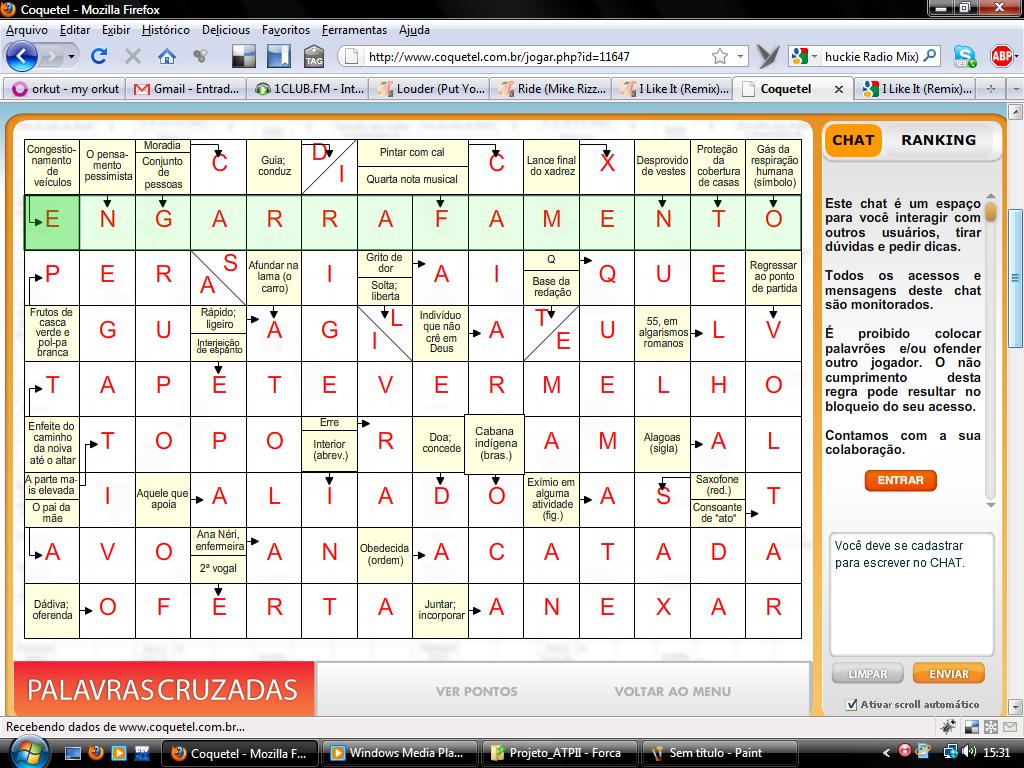 Coquetel - Mozilla Firefox
Arquivo Editar Exibir Histórico Delicious Favoritos Ferramentas Ajuda
http://www.coquetel.com.br/jogar.php?id=11647
huckie Radio Mix)
TAG
ABP
orkut - my orkut
Gmail - Entrad...
1CLUB.FM - Int...
Louder (Put Yo...
Ride (Mike Rizz...
I Like It (Remix)...
Coquetel
I Like It (Remix)...
Congestio-
namento
de
veículos
O pensa-
mento
pessimista
Moradia
Conjunto
de
pessoas
C
Guia;
conduz
D
I
Pintar com cal
Quarta nota musical
C
Lance final
do xadrez
X
Desprovido
de vestes
Proteção
da
cobertura
de casas
Gás da
respiração
humana
(símbolo)
E N G A R R A F A M E N T O
P E R
S
A
Afundar na
lama (o
carro)
I
Grito de
dor
Solta;
liberta
A I
Q
Base da
redação
Q U E
Regressar
ao ponto
de partida
Frutos de
casca
verde e
pol-pa
branca
G U
Rápido;
ligeiro
Interieição
de espanto
A G I
L
I
Indivíduo
que não
crê em
Deus
A
T
E
U
55, em
algarismos
romanos
L V
T A P E T E V E R M E L H O
Enfeite do
caminho
da noiva
até o altar
T O P O
Erre
Interior
(abrev.)
R
Doa;
concede
Cabana
indígena
(bras.)
A M
Alagoas
(sigla)
A L
A parte ma-
is elevada
O pai da
mãe
I
Aquele que
apoia
A L I A D O
Exímio em
alguma
atividade
(fig.)
A S
Saxofone
(red.)
Consoante
de "ato"
T
A V O
Ana Néri,
enfermeira
2ª vogal
A N
Obedecida
(ordem)
A C A T A D A
Dádiva;
oferenda
O F E R T A
Juntar;
incorporar
A N E X A R
PALAVRAS CRUZADAS
VER PONTOS
VOLTAR AO MENU
CHAT
RANKING
Este chat é um espaço
para você interagir com
outros usuários, tirar
dúvidas e pedir dicas.
Todos os acessos e
mensagens deste chat
são monitorados.
É proibido colocar
palavrões e/ou ofender
outro jogador. O não
cumprimento desta
regra pode resultar no
bloqueio do seu acesso.
Contamos com a sua
colaboração.
ENTRAR
Você deve se cadastrar
para escrever no CHAT.
LIMPAR
ENVIAR
Ativar scroll automático
Recebendo dados de www.coquetel.com.br...
Coquetel - Mozilla F...
Windows Media Pla...
Projeto_ATPII - Forca
Sem título - Paint
15:31